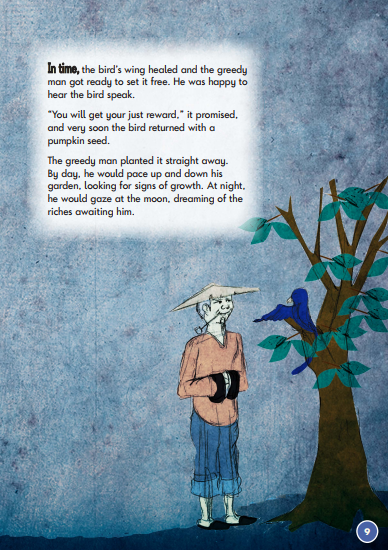 In time, the bird's wing healed and the greedy
man got ready to set it free. He was happy to
hear the bird speak.
“You will get your just reward,” it promised,
and very soon the bird returned with a
pumpkin seed.
The greedy man planted it straight away.
By day, he would pace up and down his
garden, looking for signs of growth. At night,
he would gaze at the moon, dreaming of the
riches awaiting him.
9